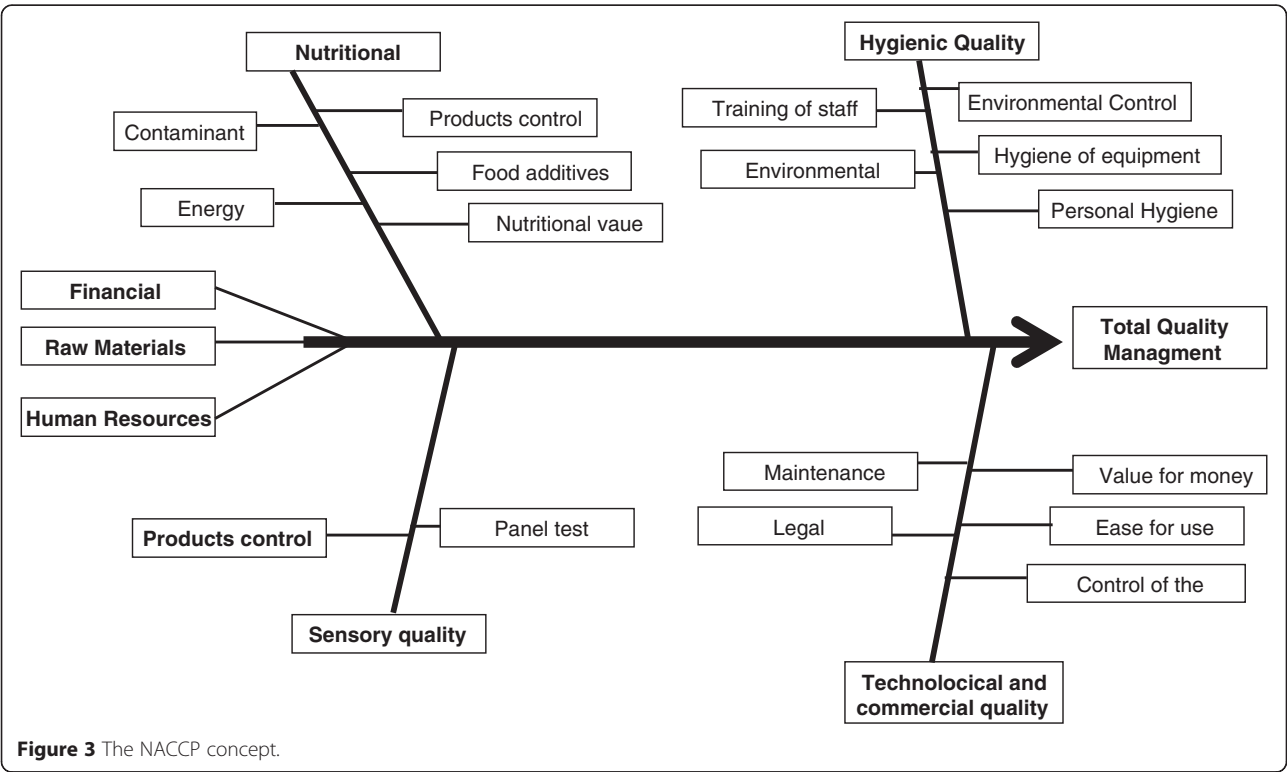 Nutritional
Hygienic Quality
Contaminant
Products control
Food additives
Energy
Nutritional vaue
Training of staff
Environmental Control
Environmental
Hygiene of equipment
Personal Hygiene
Financial
Raw Materials
Human Resources
Total Quality
Managment
Products control
Panel test
Sensory quality
Maintenance
Value for money
Legal
Ease for use
Control of the
Technolocical and
commercial quality
Figure 3 The NACCP concept.